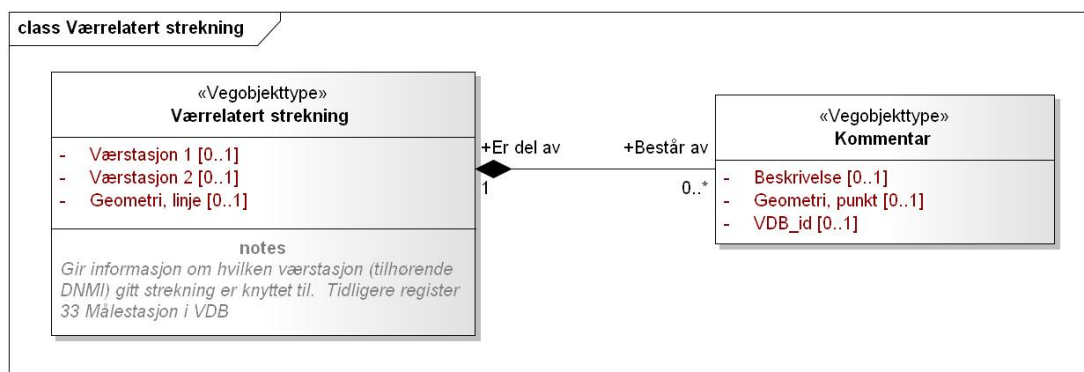 class Værrelatert strekning
«Vegobjekttype»
Værrelatert strekning
- Værstasjon 1 [0..1]
- Værstasjon 2 [0..1]
- Geometri, linje [0..1]
notes
Gir informasjon om hvilken værstasjon (tilhørende
DNMI) gitt strekning er knyttet til.  Tidligere register
33 Målestasjon i VDB
+Er del av
1
+Består av
0..*
«Vegobjekttype»
Kommentar
- Beskrivelse [0..1]
- Geometri, punkt [0..1]
- VDB_id [0..1]